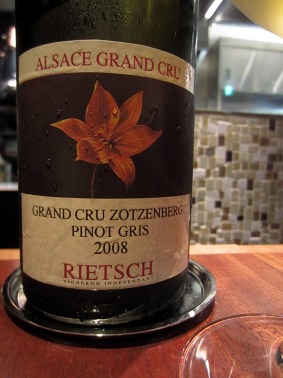 ALSACE GRAND CRU
GRAND CRU ZOTZENBERG
PINOT GRIS
2008
RIETSCH
VIGNERON INDEPENDANT